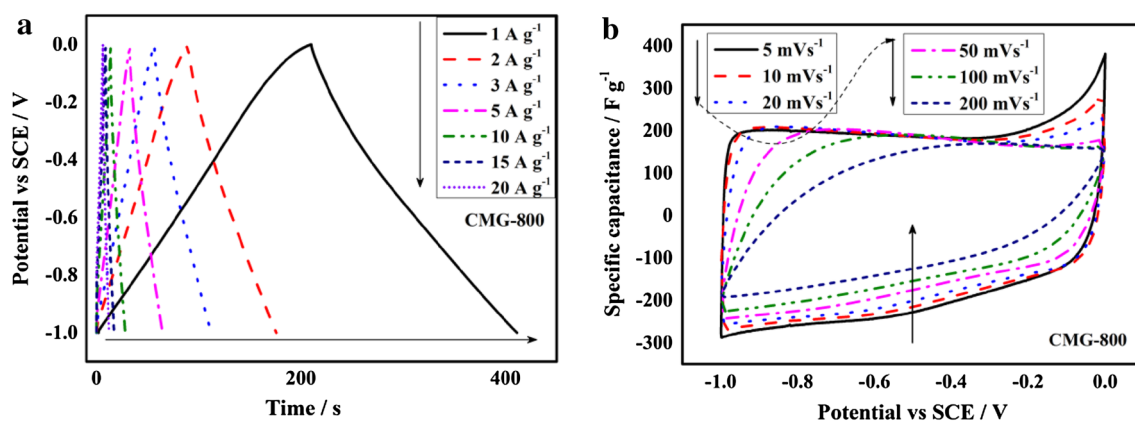 a
0.0
-0.2
-0.4
-0.6
-0.8
-1.0
Potential vs SCE / V
0
200
400
Time / s
1 A g⁻¹
2 A g⁻¹
3 A g⁻¹
5 A g⁻¹
10 A g⁻¹
15 A g⁻¹
20 A g⁻¹
CMG-800
b
400
300
200
100
0
-100
-200
-300
Specific capacitance / F g⁻¹
-1.0
-0.8
-0.6
-0.4
-0.2
0.0
Potential vs SCE / V
5 mVs⁻¹
10 mVs⁻¹
20 mVs⁻¹
50 mVs⁻¹
100 mVs⁻¹
200 mVs⁻¹
CMG-800